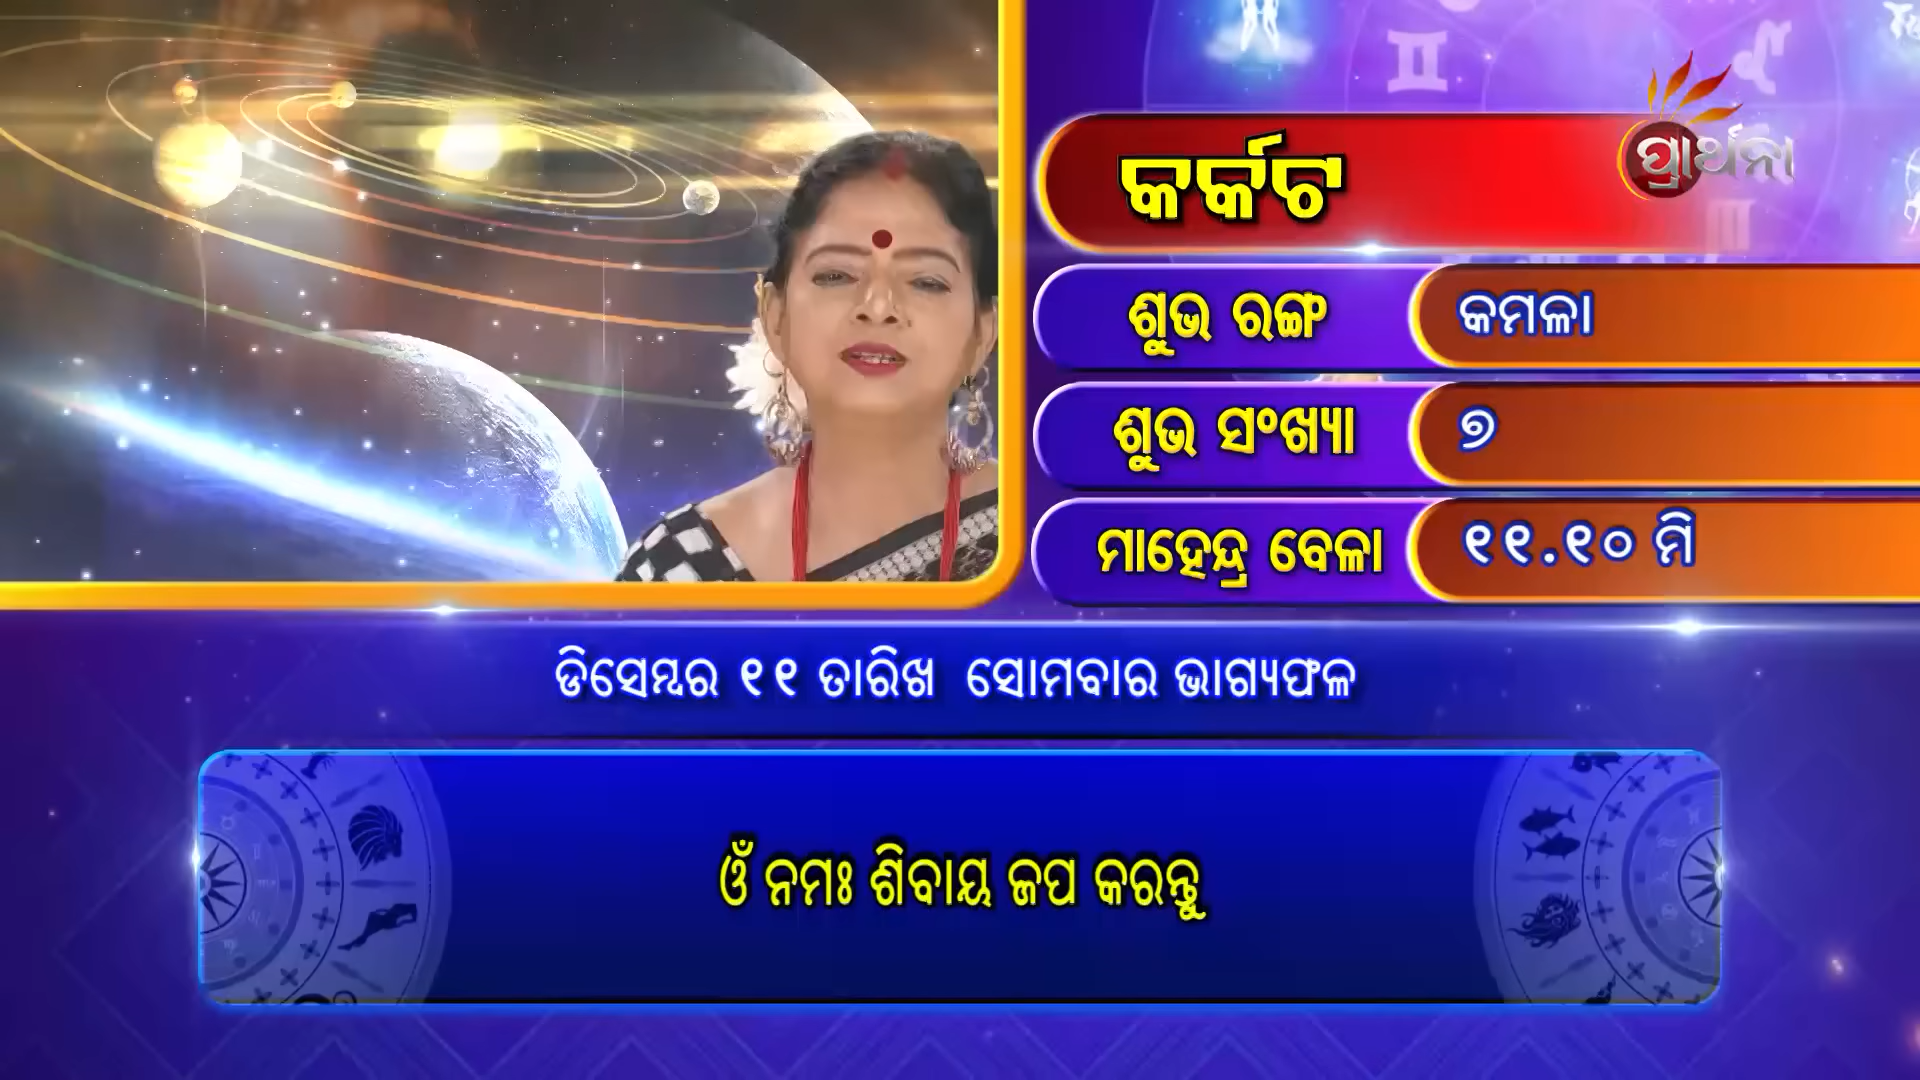 କର୍କଟ
ପ୍ରାର୍ଥନା
ଶୁଭ ରଙ୍ଗ କମଳା
ଶୁଭ ସଂଖ୍ୟା ୭
ମାହେନ୍ଦ୍ର ବେଳା ୧୧.୧୦ ମି
ଡିସେମ୍ବର ୧୧ ତାରିଖ ସୋମବାର ଭାଗ୍ୟଫଳ
ଓଁ ନମଃ ଶିବାୟ ଜପ କରନ୍ତୁ